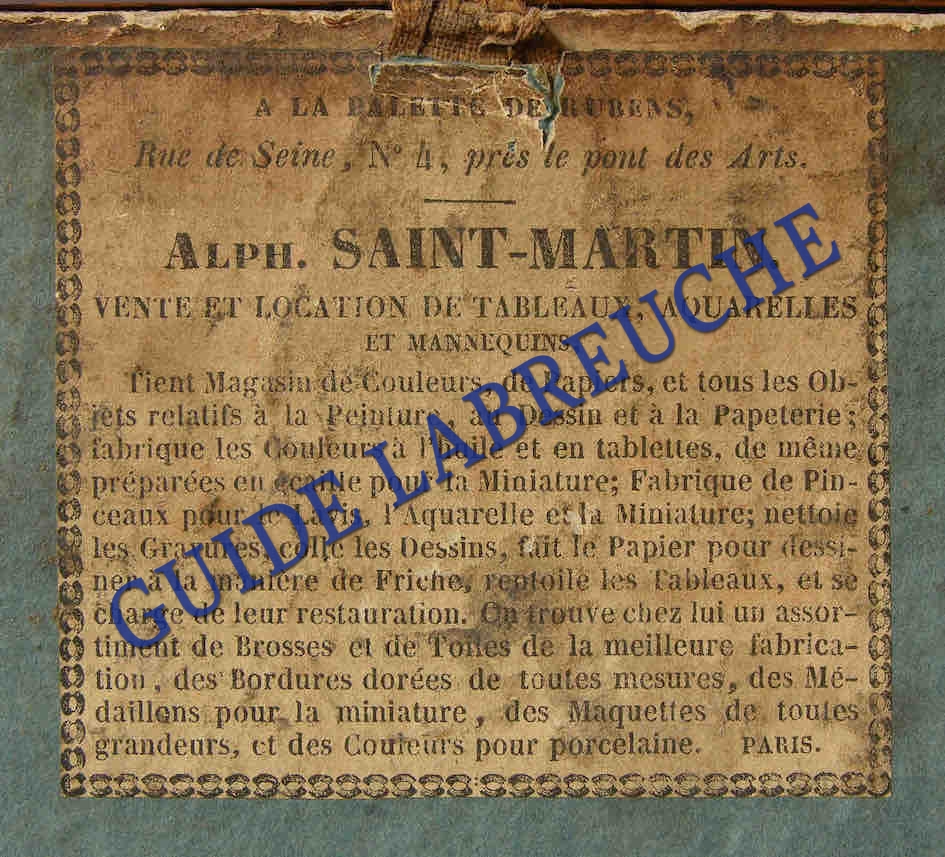 A LA PALETTE DE RUBENS,
Rue de Seine, N° 4, près le pont des Arts.
ALPH. SAINT-MARTIN,
VENTE ET LOCATION DE TABLEAUX, AQUARELLES
ET MANNEQUINS.
Tient Magasin de Couleurs, de Papiers, et tous les Ob-
jets relatifs à la Peinture, au Dessin et à la Papeterie;
fabrique les Couleurs à l'huile et en tablettes, de même
préparées en écaille pour la Miniature; Fabrique de Pin-
ceaux pour le Lavis, l'Aquarelle et la Miniature; nettoie
les Gravures, colle les Dessins, fait le Papier pour dessi-
ner à la manière de Friche, rentoile les Tableaux, et se
charge de leur restauration. On trouve chez lui un assor-
timent de Brosses et de Toiles de la meilleure fabrica-
tion, des Bordures dorées de toutes mesures, des Mé-
daillons pour la miniature, des Maquettes de toutes
grandeurs, et des Couleurs pour porcelaine. PARIS.
GUIDE LABREUCHE